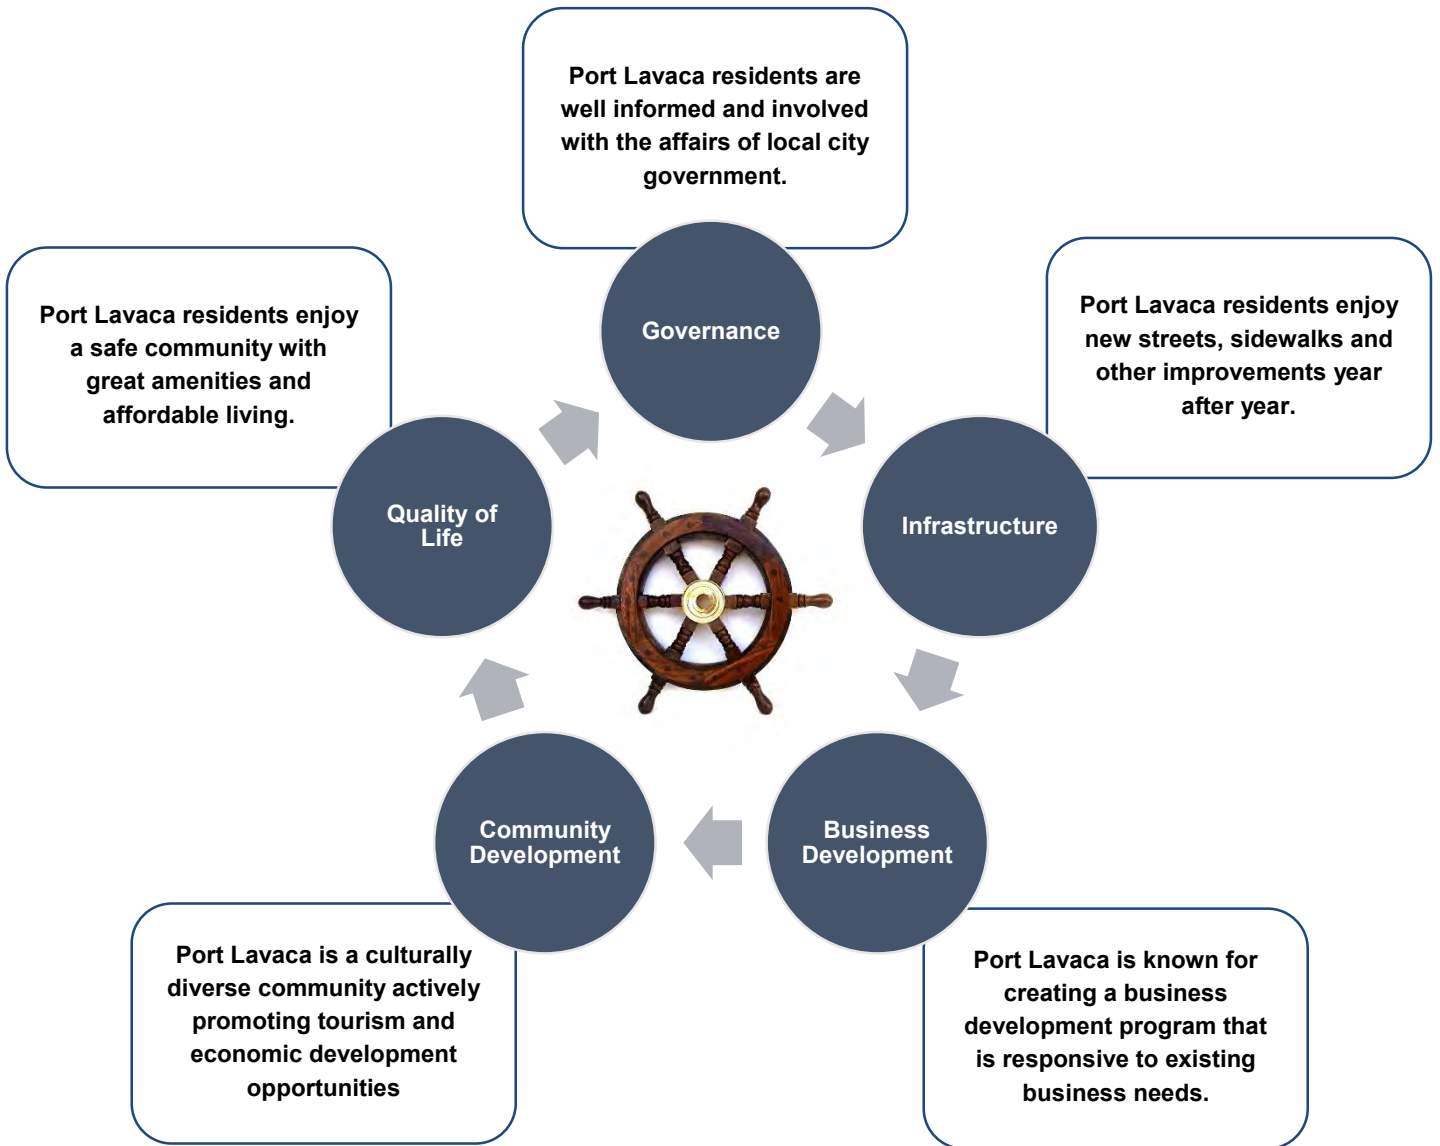 Port Lavaca residents are
well informed and involved
with the affairs of local city
government.
Governance
Port Lavaca residents enjoy
new streets, sidewalks and
other improvements year
after year.
Infrastructure
Port Lavaca is known for
creating a business
development program that
is responsive to existing
business needs.
Business
Development
Port Lavaca is a culturally
diverse community actively
promoting tourism and
economic development
opportunities
Community
Development
Port Lavaca residents enjoy
a safe community with
great amenities and
affordable living.
Quality of
Life